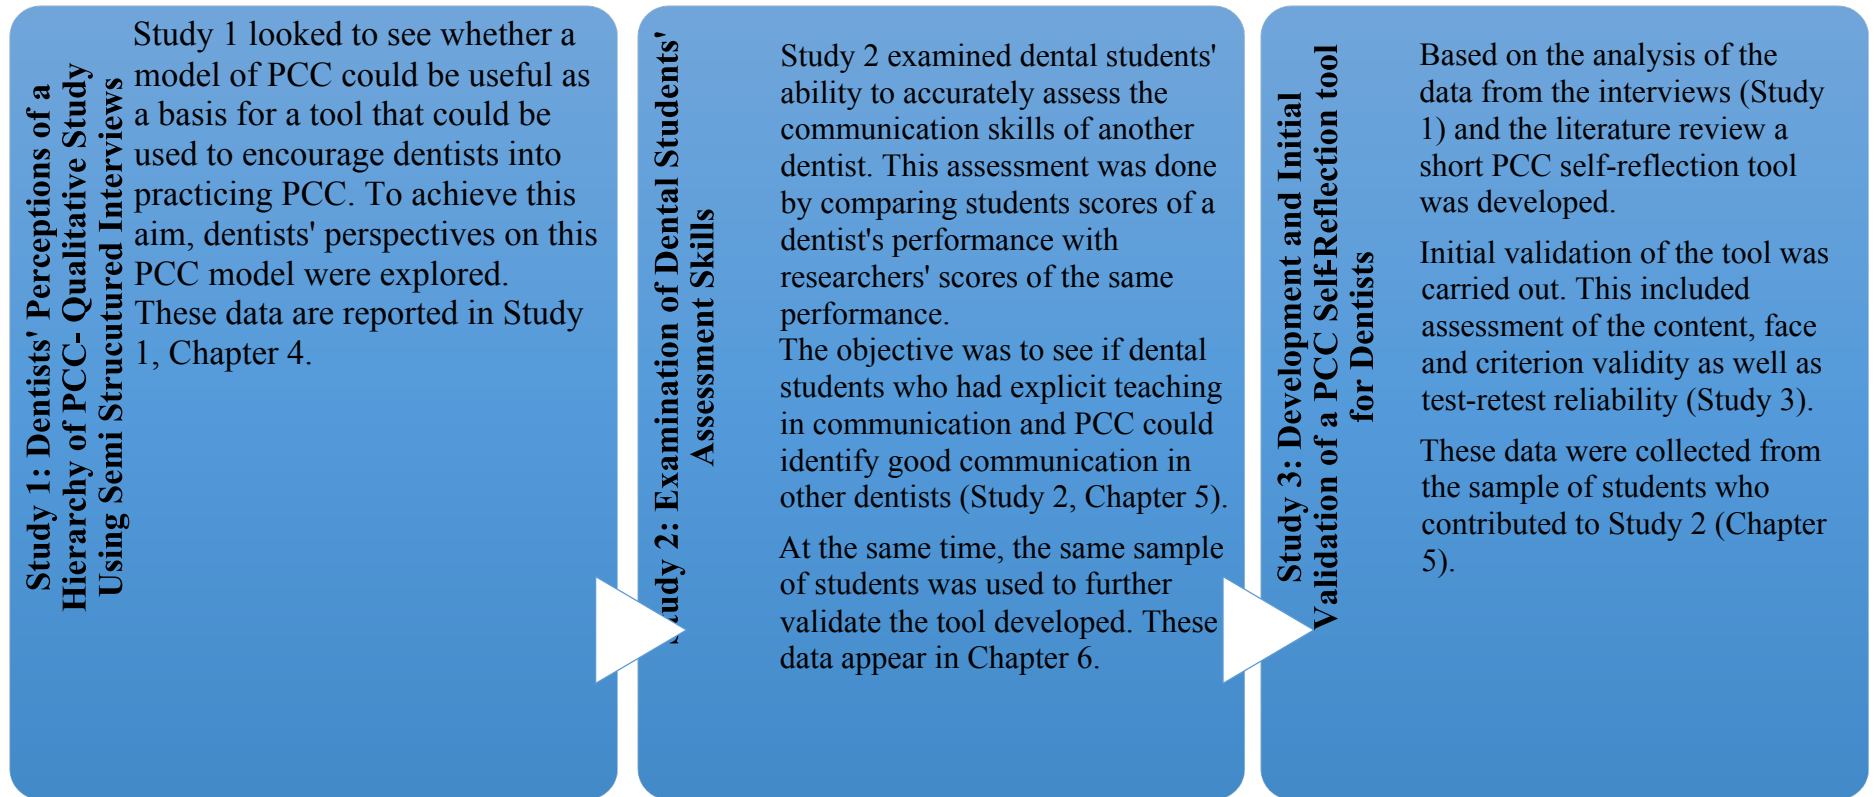 Study 1: Dentists' Perceptions of a
Hierarchy of PCC- Qualitative Study
Using Semi Strucutured Interviews
Study 1 looked to see whether a
model of PCC could be useful as
a basis for a tool that could be
used to encourage dentists into
practicing PCC. To achieve this
aim, dentists' perspectives on this
PCC model were explored.
These data are reported in Study
1, Chapter 4.
Study 2: Examination of Dental Students'
Assessment Skills
Study 2 examined dental students'
ability to accurately assess the
communication skills of another
dentist. This assessment was done
by comparing students scores of a
dentist's performance with
researchers' scores of the same
performance.
The objective was to see if dental
students who had explicit teaching
in communication and PCC could
identify good communication in
other dentists (Study 2, Chapter 5).
At the same time, the same sample
of students was used to further
validate the tool developed. These
data appear in Chapter 6.
Study 3: Development and Initial
Validation of a PCC Self-Reflection tool
for Dentists
Based on the analysis of the
data from the interviews (Study
1) and the literature review a
short PCC self-reflection tool
was developed.
Initial validation of the tool was
carried out. This included
assessment of the content, face
and criterion validity as well as
test-retest reliability (Study 3).
These data were collected from
the sample of students who
contributed to Study 2 (Chapter
5).